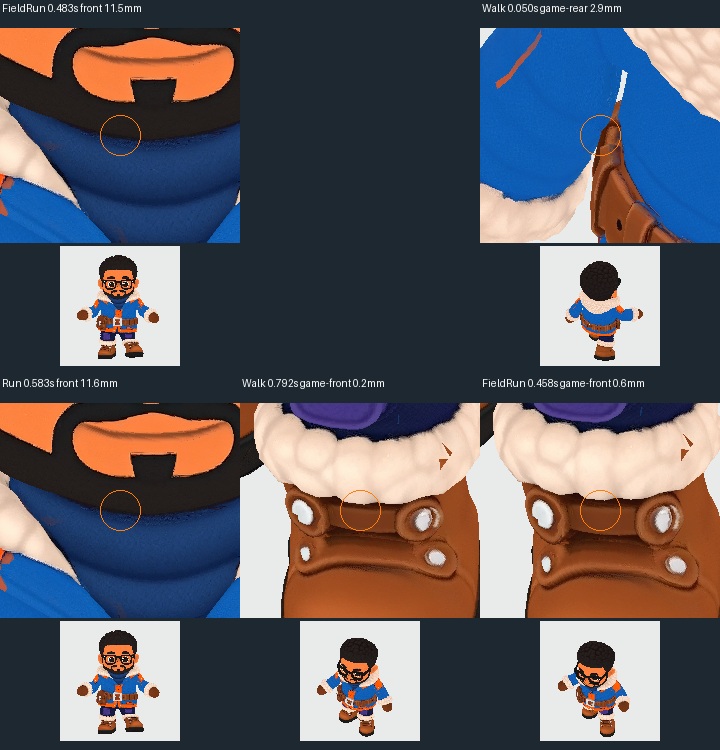 FieldRun 0.483s front 11.5mm
Walk 0.050s game-rear 2.9mm
Run 0.583s front 11.6mm
Walk 0.792s game-front 0.2mm
FieldRun 0.458s game-front 0.6mm